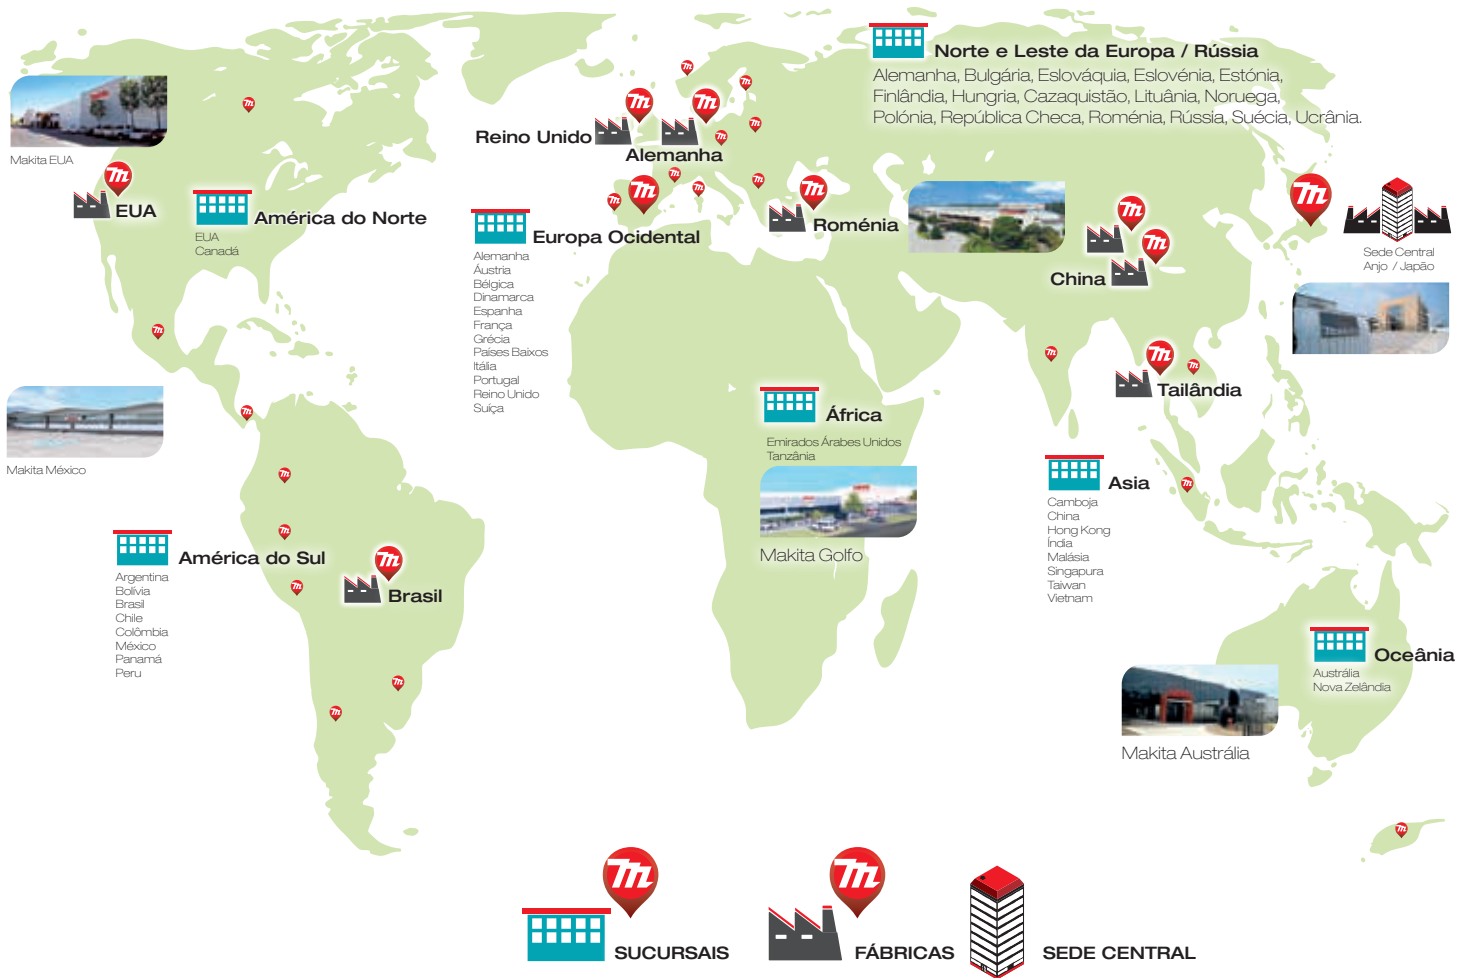 Norte e Leste da Europa / Rússia
Alemanha, Bulgária, Eslováquia, Eslovénia, Estónia,
Finlândia, Hungria, Cazaquistão, Lituânia, Noruega,
Polónia, República Checa, Roménia, Rússia, Suécia, Ucrânia.
Makita EUA
EUA
América do Norte
EUA
Canadá
Reino Unido
Alemanha
Europa Ocidental
Alemanha
Áustria
Bélgica
Dinamarca
Espanha
França
Grécia
Países Baixos
Itália
Portugal
Reino Unido
Suíça
Roménia
China
Sede Central
Anjo / Japão
Tailândia
Makita México
África
Emirados Árabes Unidos
Tanzânia
Makita Golfo
Asia
Camboja
China
Hong Kong
Índia
Malásia
Singapura
Taiwan
Vietnam
América do Sul
Argentina
Bolívia
Brasil
Chile
Colômbia
México
Panamá
Peru
Brasil
Oceânia
Austrália
Nova Zelândia
Makita Austrália
SUCURSAIS
FÁBRICAS
SEDE CENTRAL